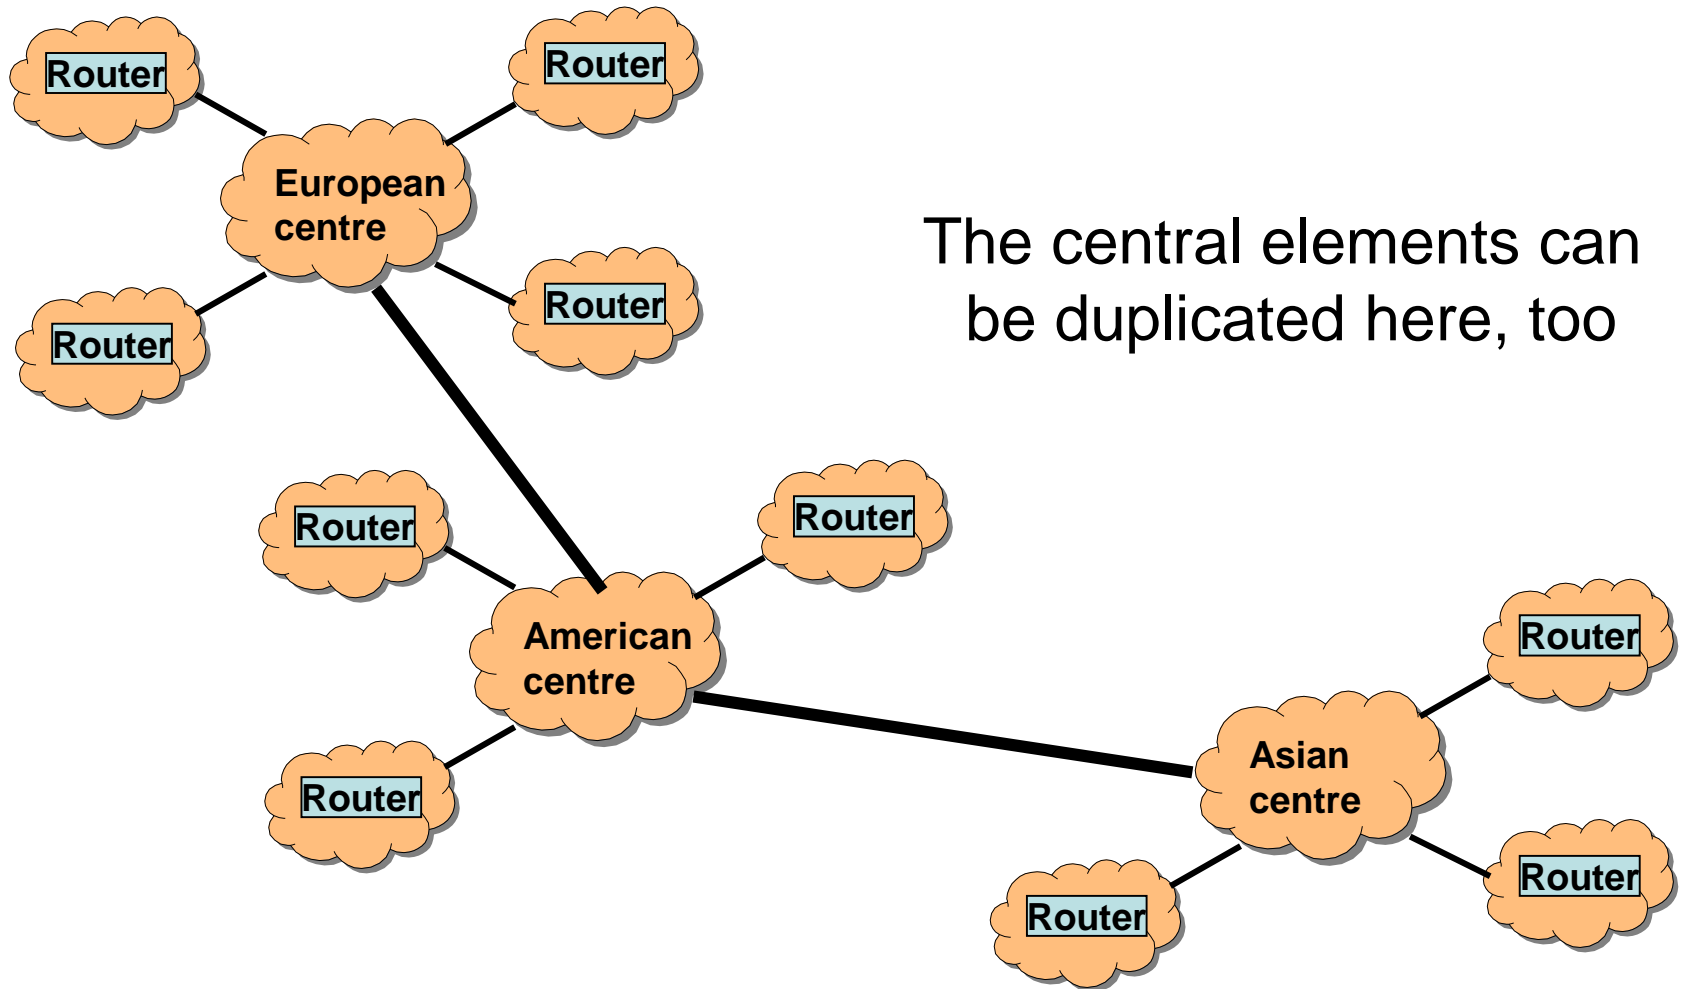 Router
Router
European
centre
The central elements can
be duplicated here, too
Router
Router
Router
Router
American
centre
Router
Router
Asian
centre
Router
Router